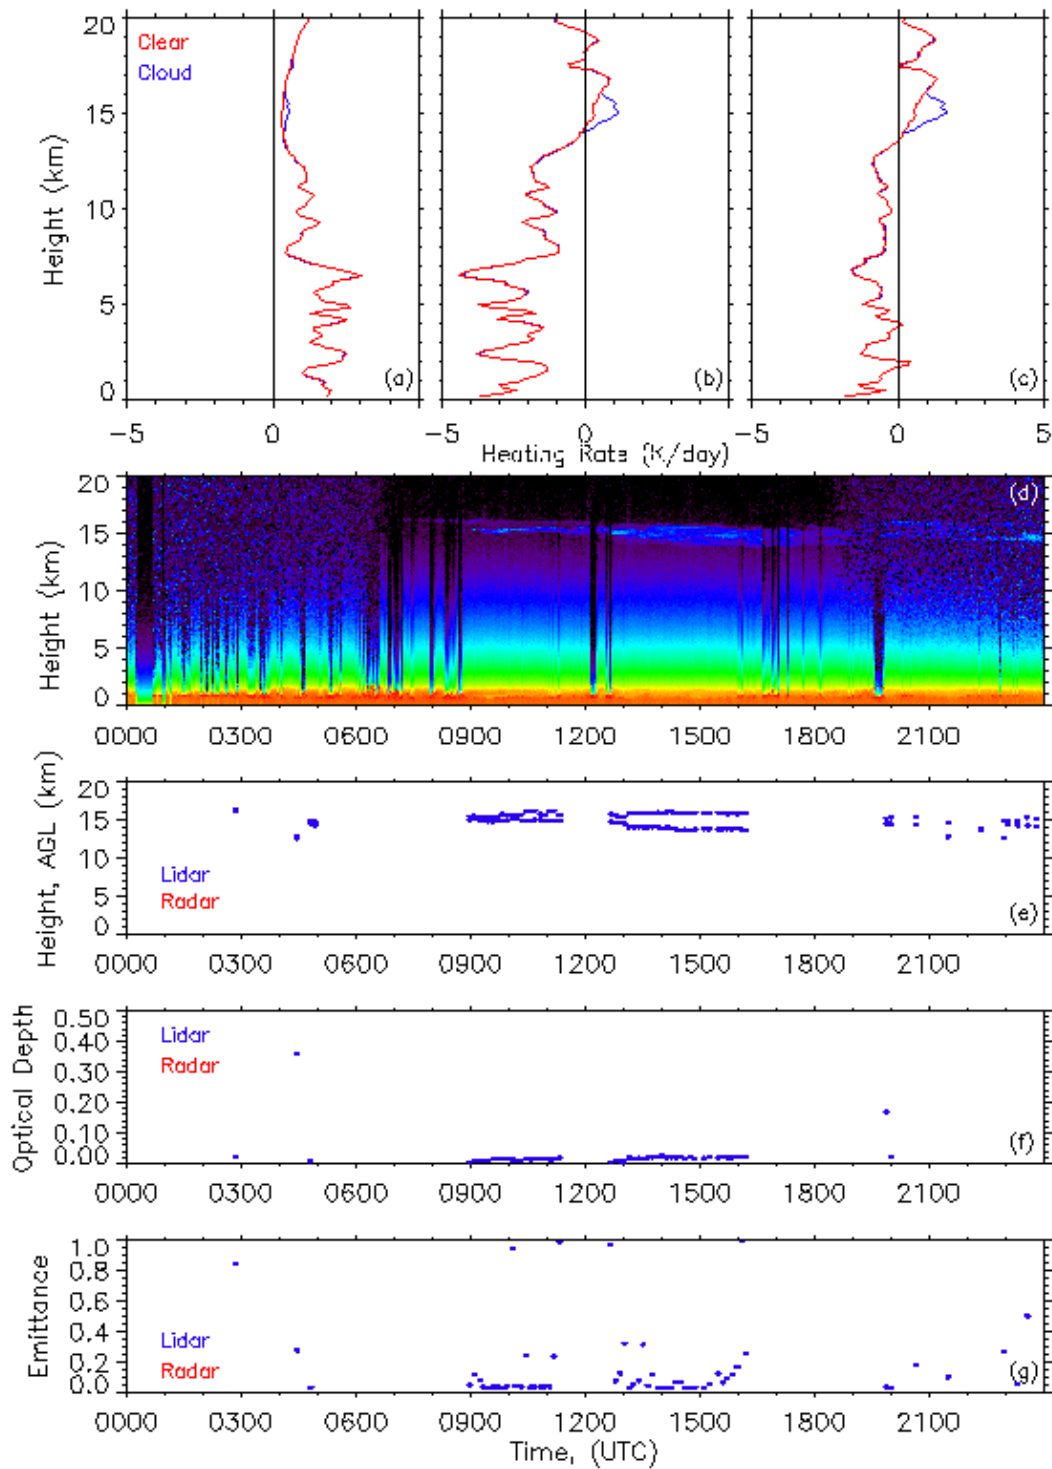 20
Clear
Cloud
15
10
5
0
Height (km)
(a)
(b)
(c)
-5 0 -5 0 -5 0 5
Heating Rate (K/day)
20
15
10
5
0
Height (km)
(d)
0000 0300 0600 0900 1200 1500 1800 2100
20
15
10
5
0
Height, AGL (km)
Lidar
Radar
(e)
0000 0300 0600 0900 1200 1500 1800 2100
0.50
0.40
0.30
0.20
0.10
0.00
Optical Depth
Lidar
Radar
(f)
0000 0300 0600 0900 1200 1500 1800 2100
1.0
0.8
0.6
0.4
0.2
0.0
Emittance
Lidar
Radar
(g)
0000 0300 0600 0900 1200 1500 1800 2100
Time, (UTC)